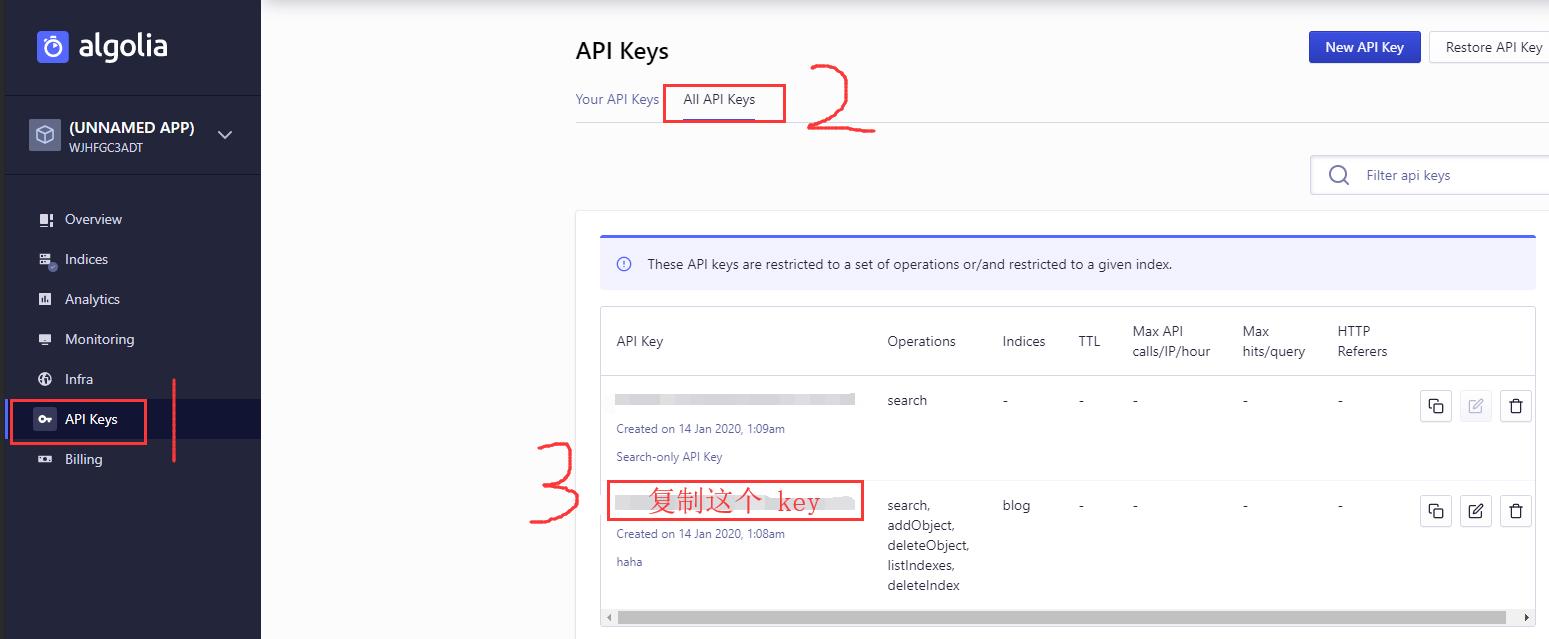 algolia
(UNNAMED APP)
WJHFGC3ADT
Overview
Indices
Analytics
Monitoring
Infra
API Keys
Billing
1
API Keys
New API Key
Restore API Key
Your API Keys
All API Keys
2
Filter api keys
These API keys are restricted to a set of operations or/and restricted to a given index.
API Key
Operations
Indices
TTL
Max API
calls/IP/hour
Max
hits/query
HTTP
Referers
search
-
-
-
-
-
Created on 14 Jan 2020, 1:09am
Search-only API Key
3
复制这个 key
search,
addObject,
deleteObject,
listIndexes,
deleteIndex
blog
-
-
-
-
Created on 14 Jan 2020, 1:08am
haha